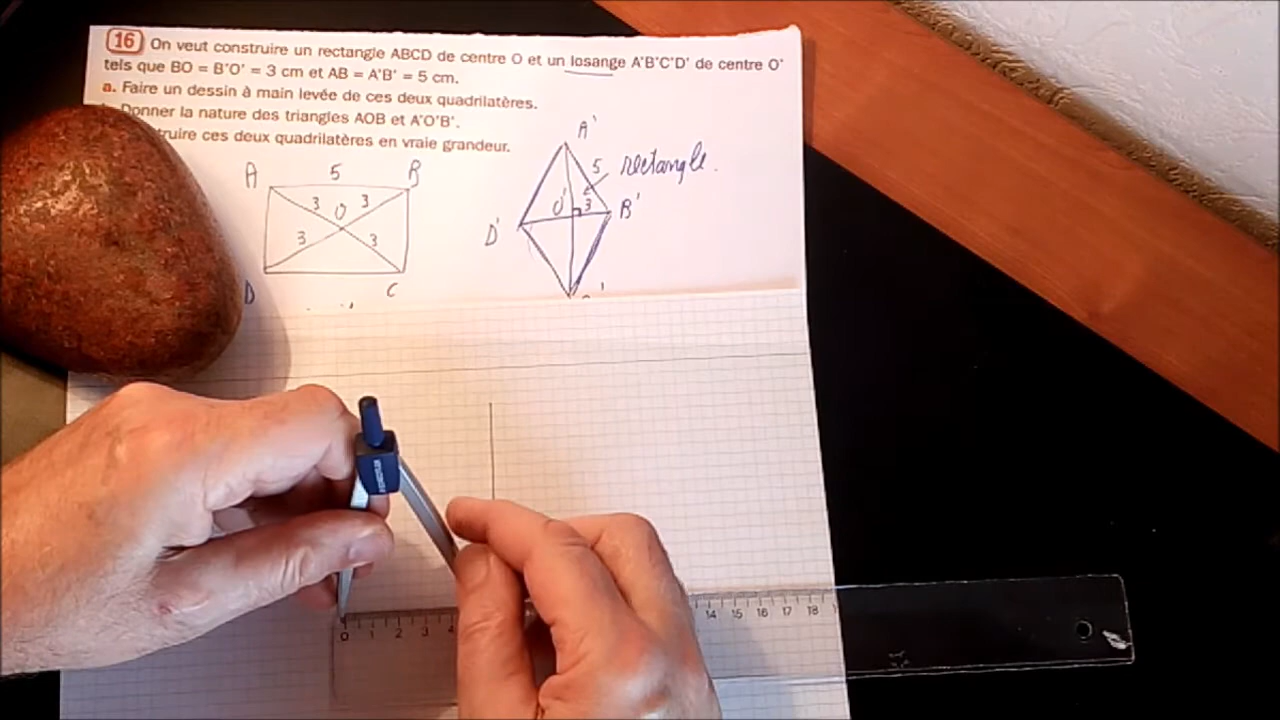 16 On veut construire un rectangle ABCD de centre O et un losange A'B'C'D' de centre O'
tels que BO = B'O' = 3 cm et AB = A'B' = 5 cm.
a. Faire un dessin à main levée de ces deux quadrilatères.
Donner la nature des triangles AOB et A'O'B'.
truire ces deux quadrilatères en vraie grandeur.
A 5 B
3 O 3
3 3
D C
A'
5 rectangle.
O' 3 B'
D'
0 1 2 3 4 14 15 16 17 18